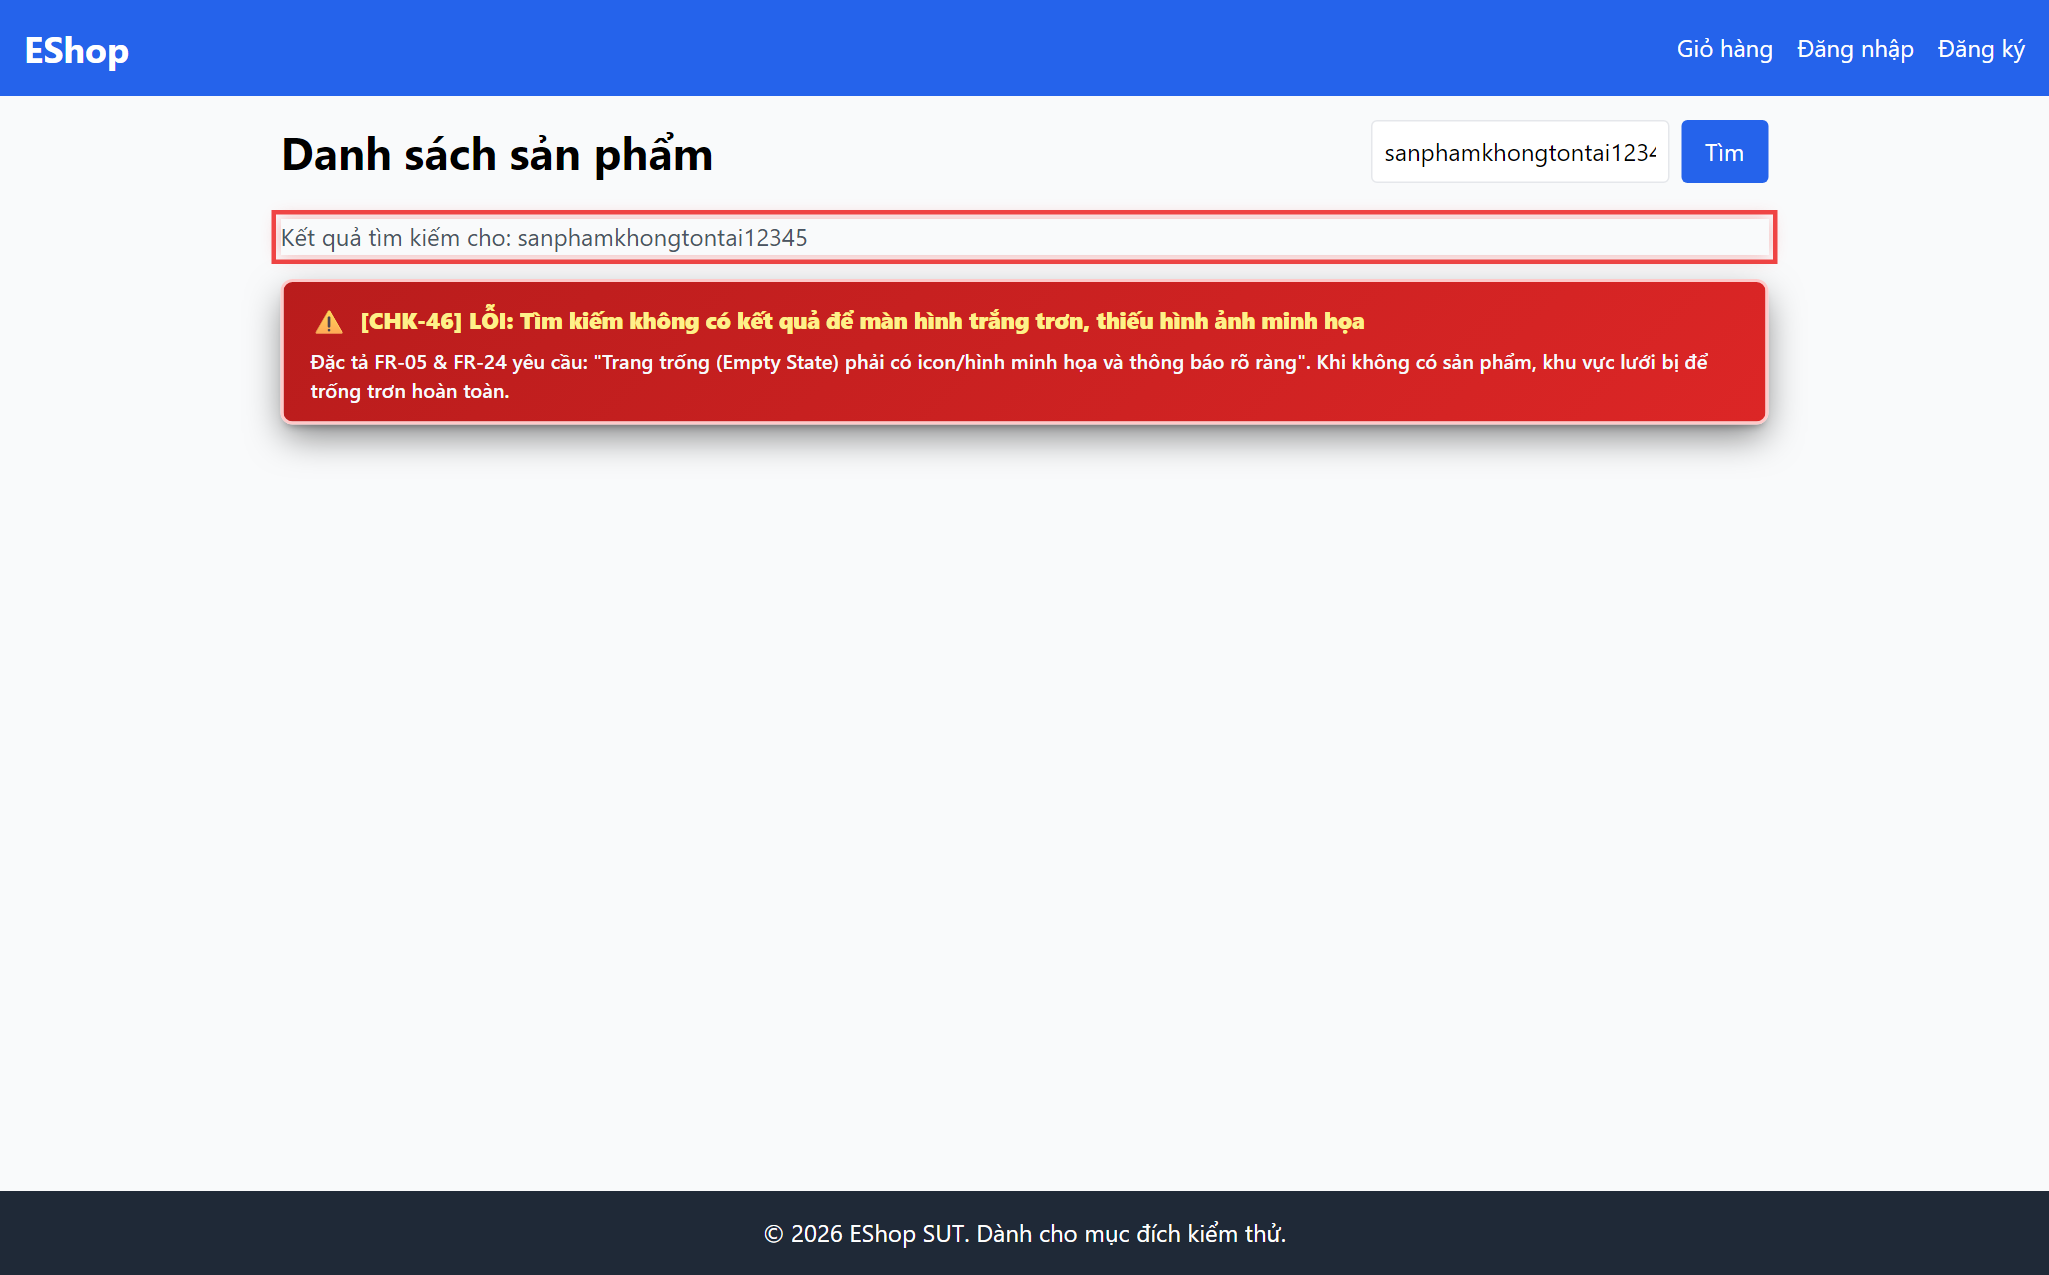 EShop
Giỏ hàng Đăng nhập Đăng ký
Danh sách sản phẩm
sanphamkhongtontai1234
Tìm
Kết quả tìm kiếm cho: sanphamkhongtontai12345
[CHK-46] LỖI: Tìm kiếm không có kết quả để màn hình trắng trơn, thiếu hình ảnh minh họa
Đặc tả FR-05 & FR-24 yêu cầu: "Trang trống (Empty State) phải có icon/hình minh họa và thông báo rõ ràng". Khi không có sản phẩm, khu vực lưới bị để
trống trơn hoàn toàn.
© 2026 EShop SUT. Dành cho mục đích kiểm thử.